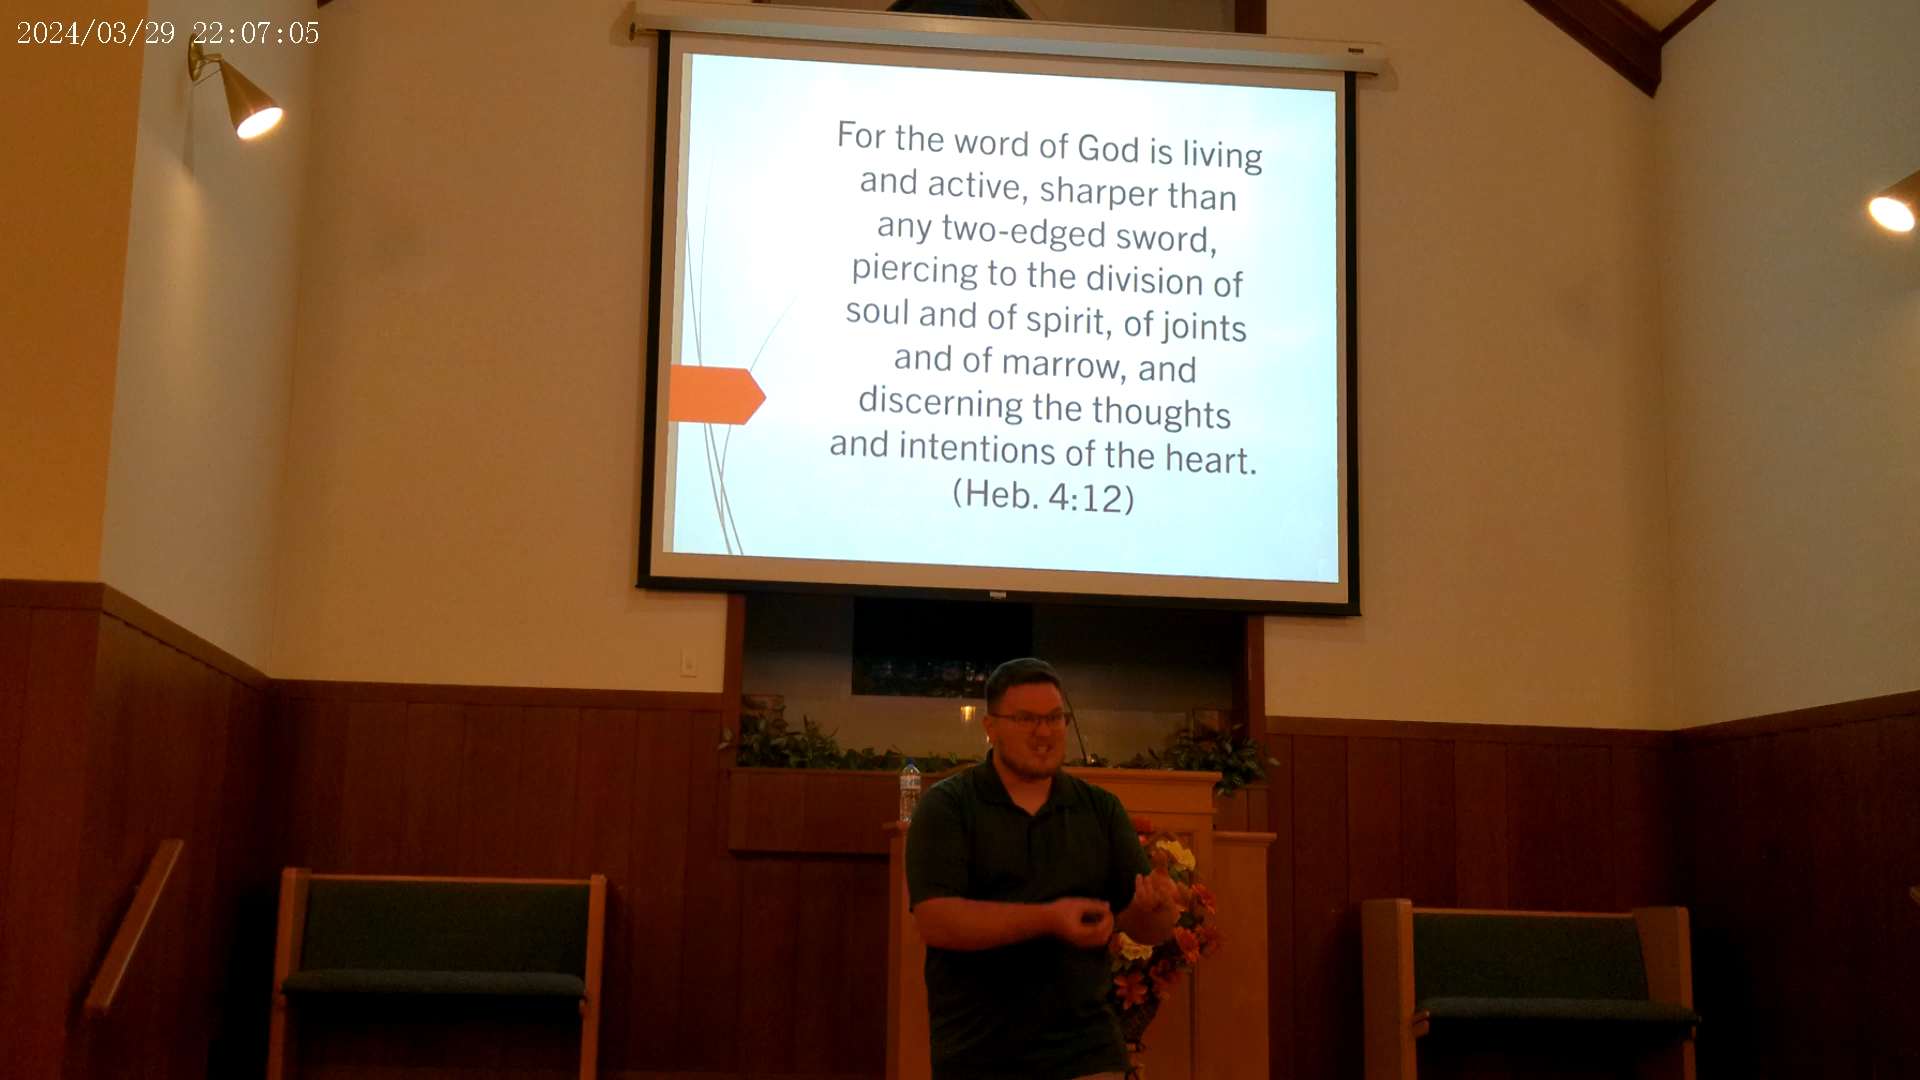 2024/03/29 22:07:05
For the word of God is living
and active, sharper than
any two-edged sword,
piercing to the division of
soul and of spirit, of joints
and of marrow, and
discerning the thoughts
and intentions of the heart.
(Heb. 4:12)